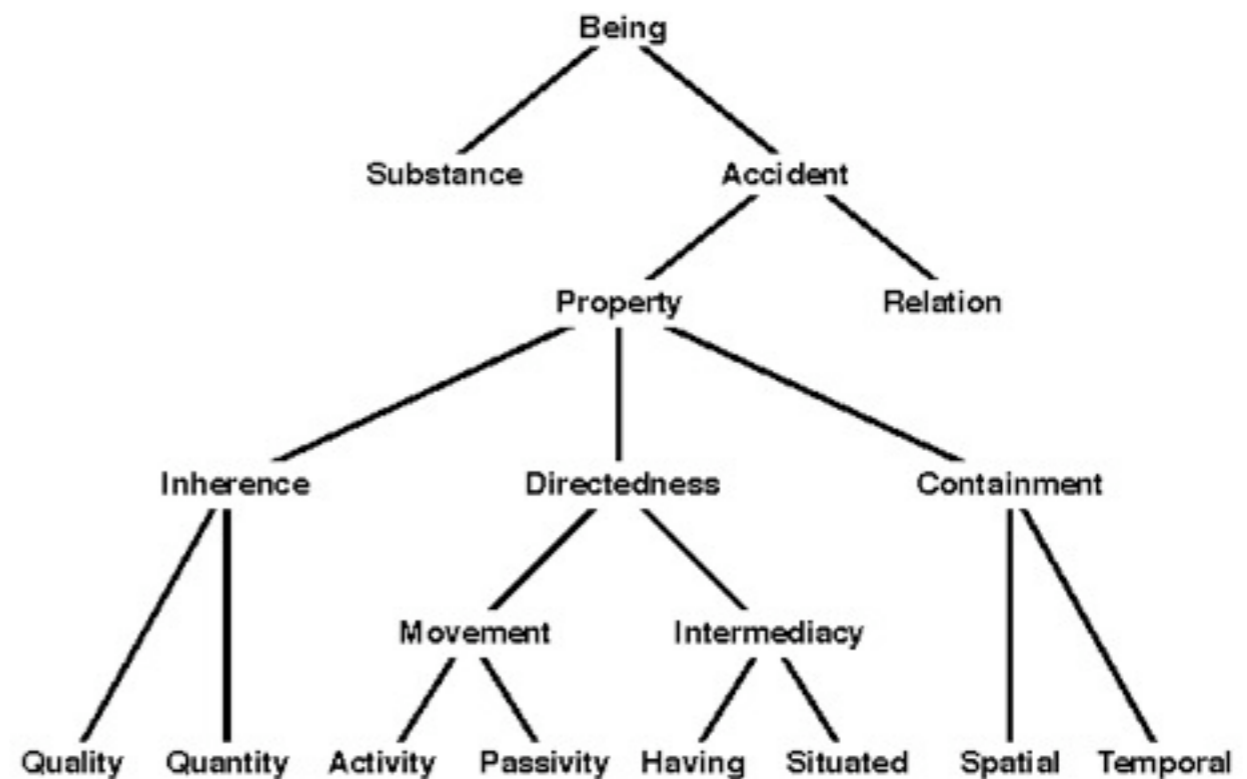 Being
Substance Accident
Property Relation
Inherence Directedness Containment
Movement Intermediacy
Quality Quantity Activity Passivity Having Situated Spatial Temporal